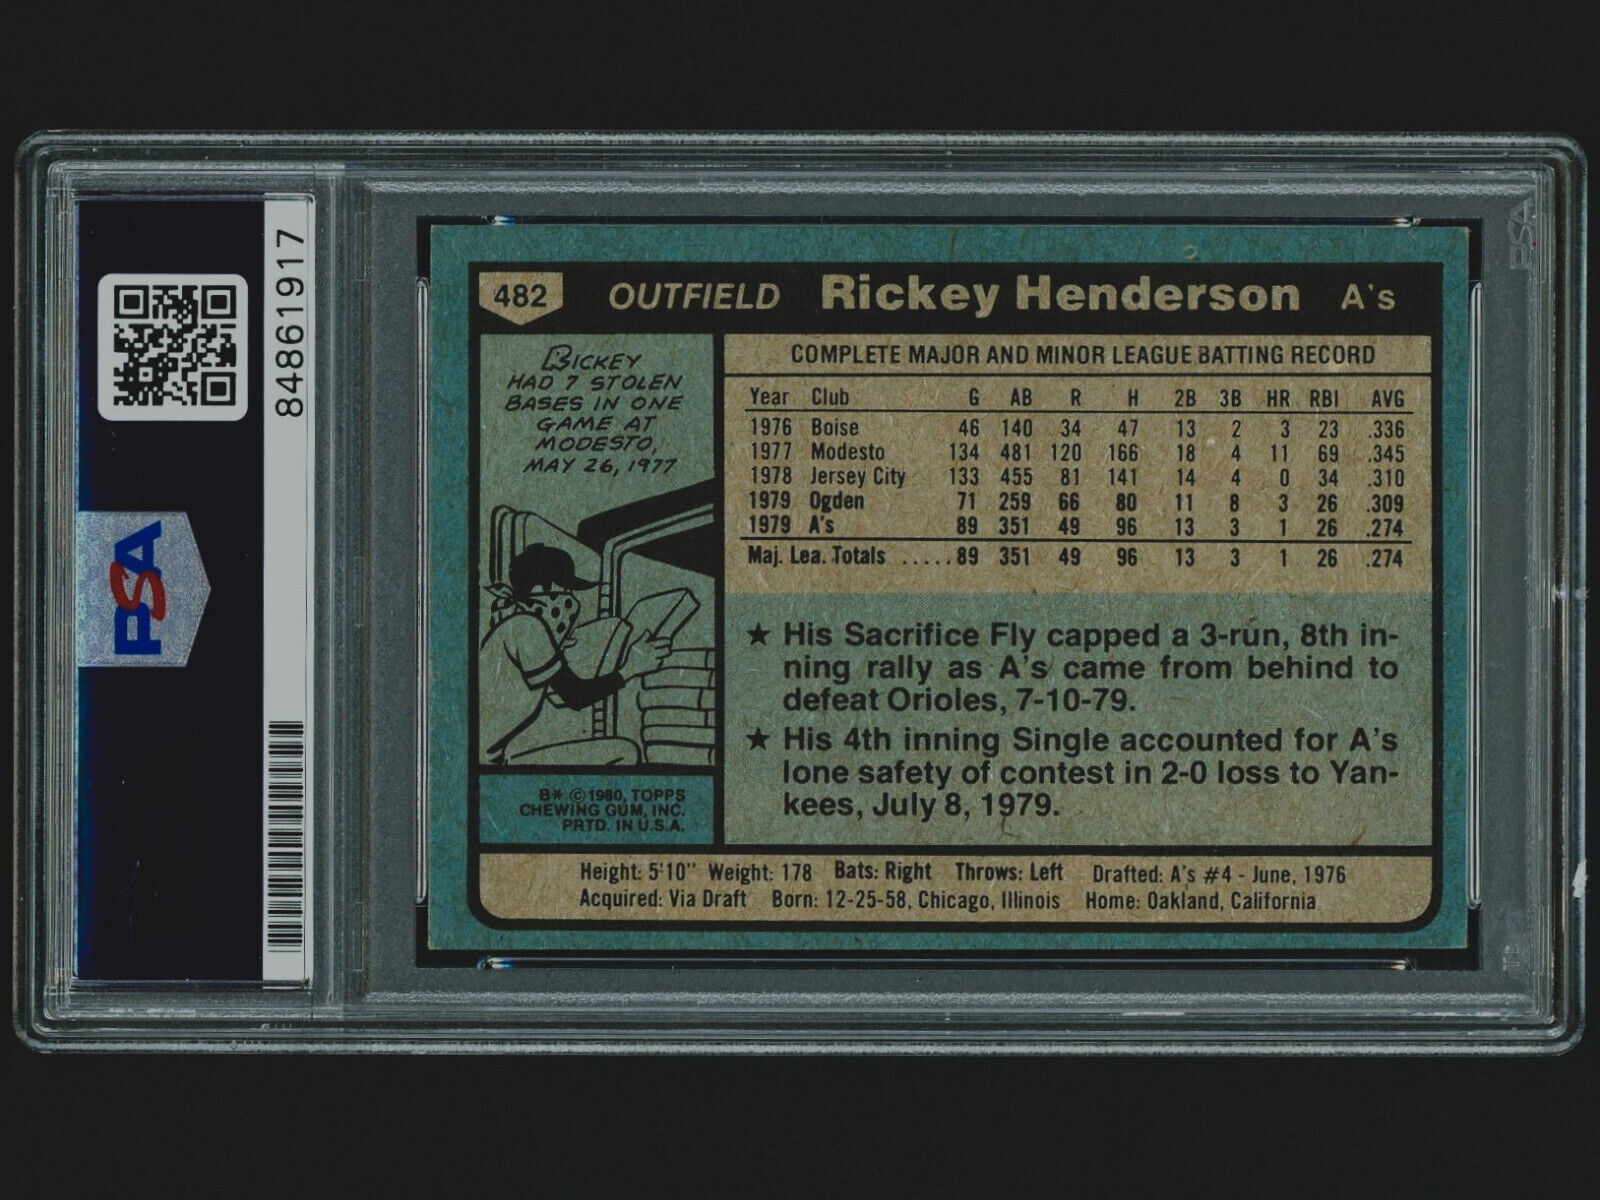 84861917
PSA
482 OUTFIELD Rickey Henderson A's
RICKEY
HAD 7 STOLEN
BASES IN ONE
GAME AT
MODESTO,
MAY 26, 1977
COMPLETE MAJOR AND MINOR LEAGUE BATTING RECORD
Year Club G AB R H 2B 3B HR RBI AVG
1976 Boise 46 140 34 47 13 2 3 23 .336
1977 Modesto 134 481 120 166 18 4 11 69 .345
1978 Jersey City 133 455 81 141 14 4 0 34 .310
1979 Ogden 71 259 66 80 11 8 3 26 .309
1979 A's 89 351 49 96 13 3 1 26 .274
Maj. Lea. Totals .....89 351 49 96 13 3 1 26 .274
★ His Sacrifice Fly capped a 3-run, 8th in-
ning rally as A's came from behind to
defeat Orioles, 7-10-79.
★ His 4th inning Single accounted for A's
lone safety of contest in 2-0 loss to Yan-
kees, July 8, 1979.
B* ©1980, TOPPS
CHEWING GUM, INC.
PRTD. IN U.S.A.
Height: 5'10" Weight: 178 Bats: Right Throws: Left Drafted: A's #4 - June, 1976
Acquired: Via Draft Born: 12-25-58, Chicago, Illinois Home: Oakland, California
PSA